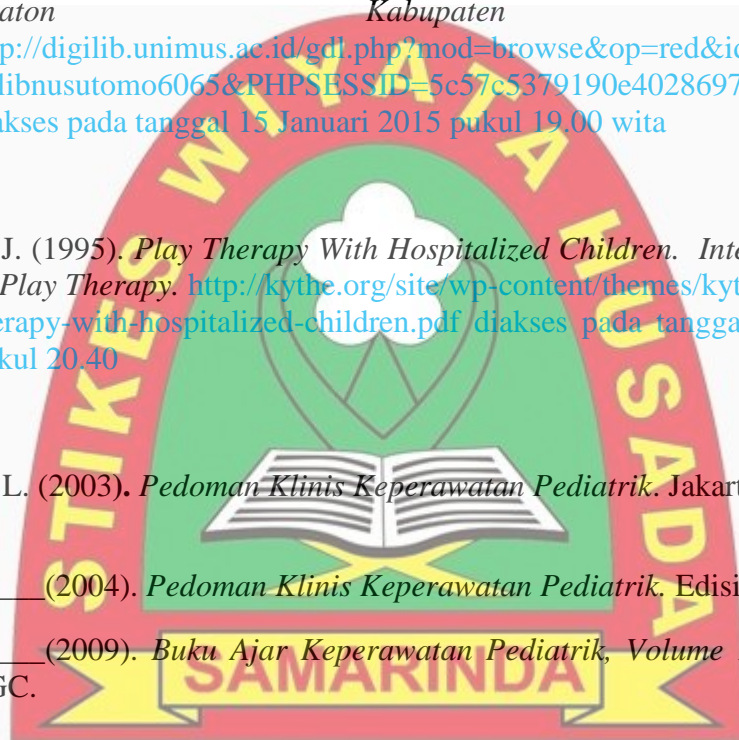 aton Kabupaten
p://digilib.unimus.ac.id/gdl.php?mod=browse&op=red&id
libnusutomo6065&PHPSESSID=5c57c5379190e4028697
akses pada tanggal 15 Januari 2015 pukul 19.00 wita
J. (1995). Play Therapy With Hospitalized Children. Inte
Play Therapy. http://kythe.org/site/wp-content/themes/kyt
erapy-with-hospitalized-children.pdf diakses pada tangga
kul 20.40
L. (2003). Pedoman Klinis Keperawatan Pediatrik. Jakart
____(2004). Pedoman Klinis Keperawatan Pediatrik. Edisi
____(2009). Buku Ajar Keperawatan Pediatrik, Volume
GC.
STIKES WIYATA HUSADA
SAMARINDA